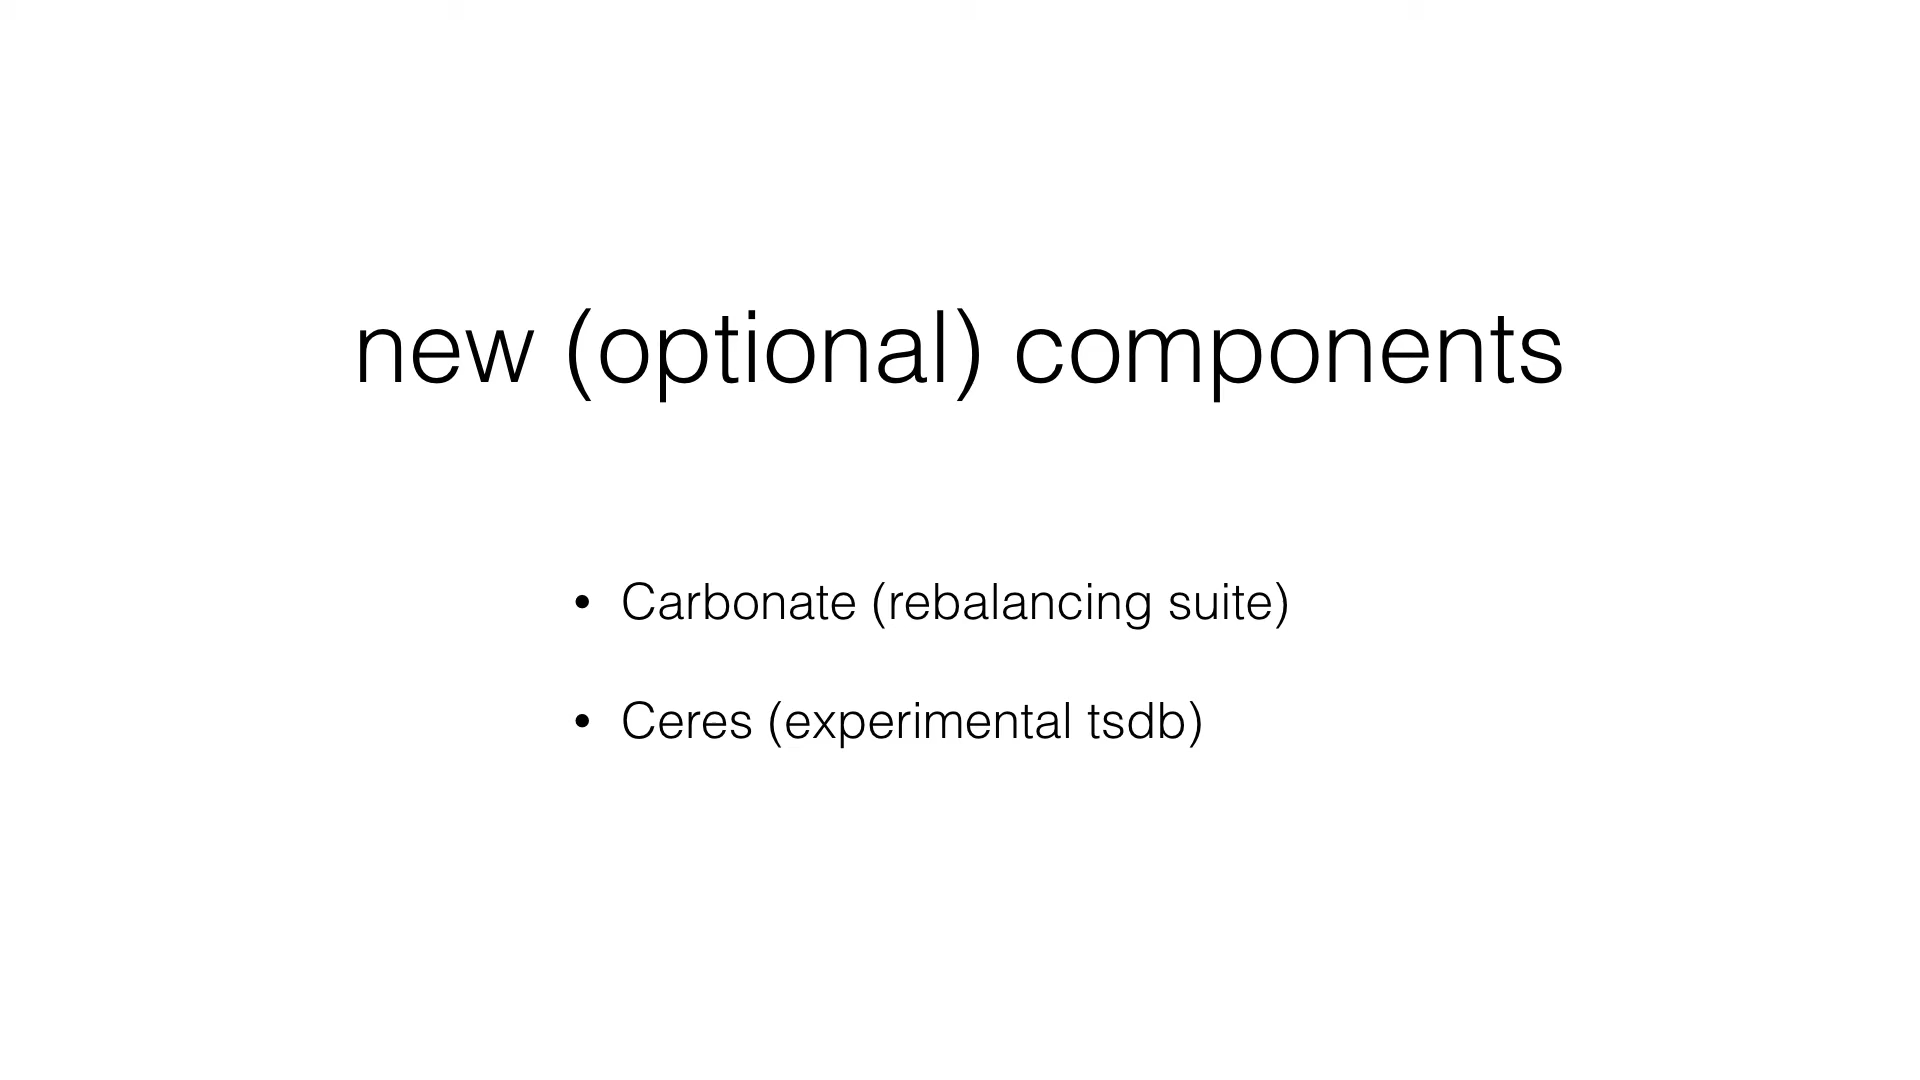 new (optional) components
• Carbonate (rebalancing suite)
• Ceres (experimental tsdb)